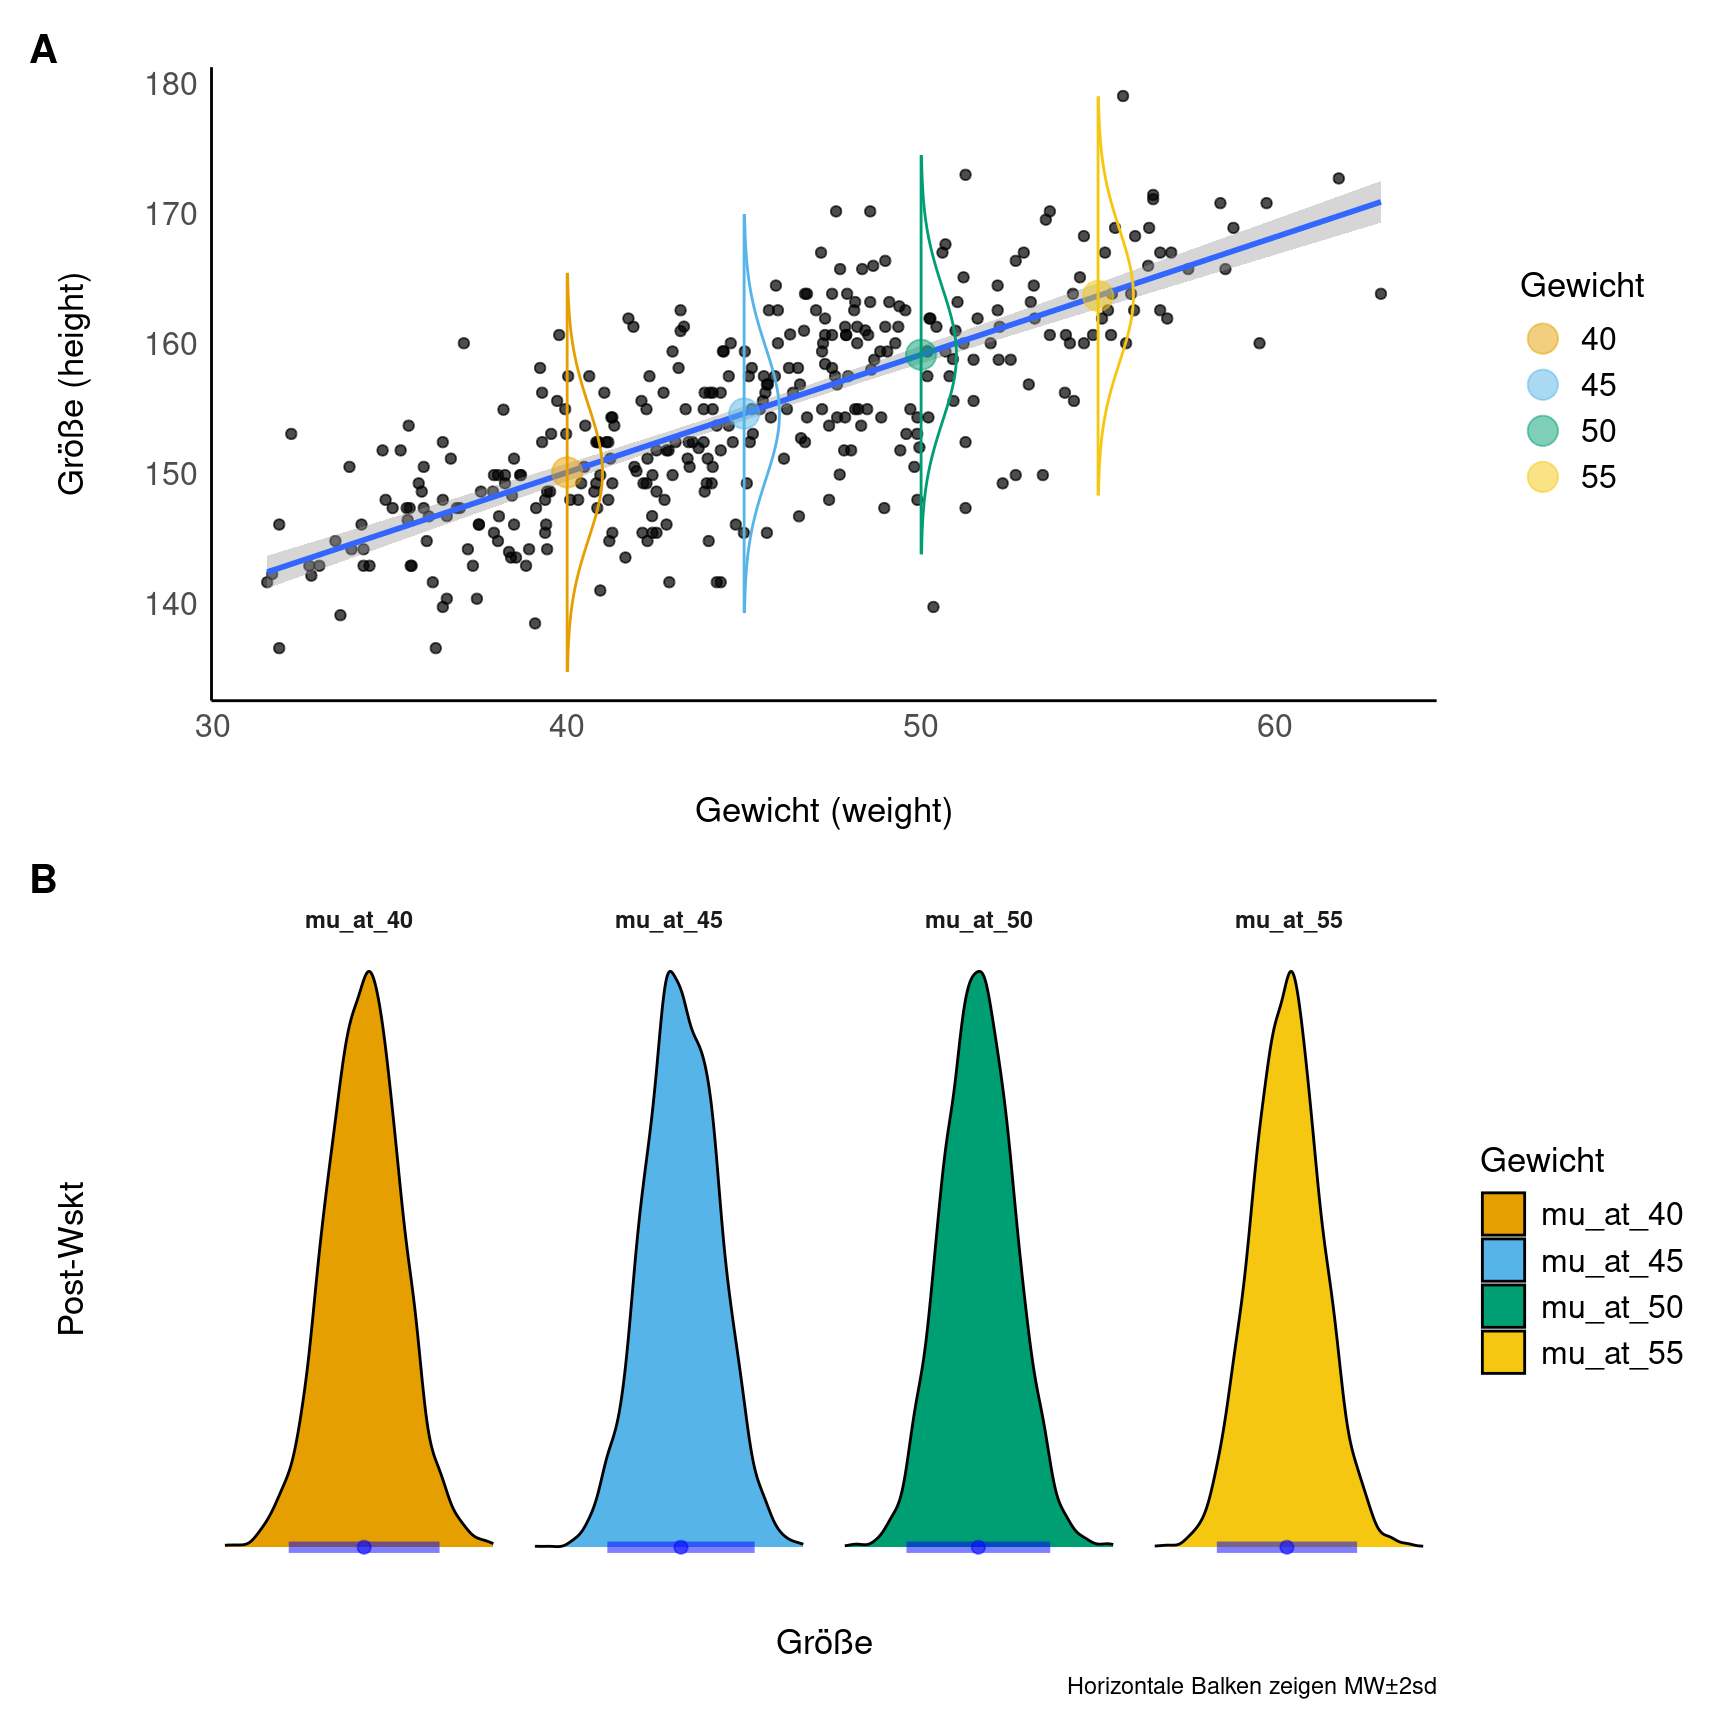 A
180
170
160
150
140
Größe (height)
30 40 50 60
Gewicht (weight)
Gewicht
40
45
50
55
B
mu_at_40 mu_at_45 mu_at_50 mu_at_55
Post-Wskt
Größe
Horizontale Balken zeigen MW±2sd
Gewicht
mu_at_40
mu_at_45
mu_at_50
mu_at_55